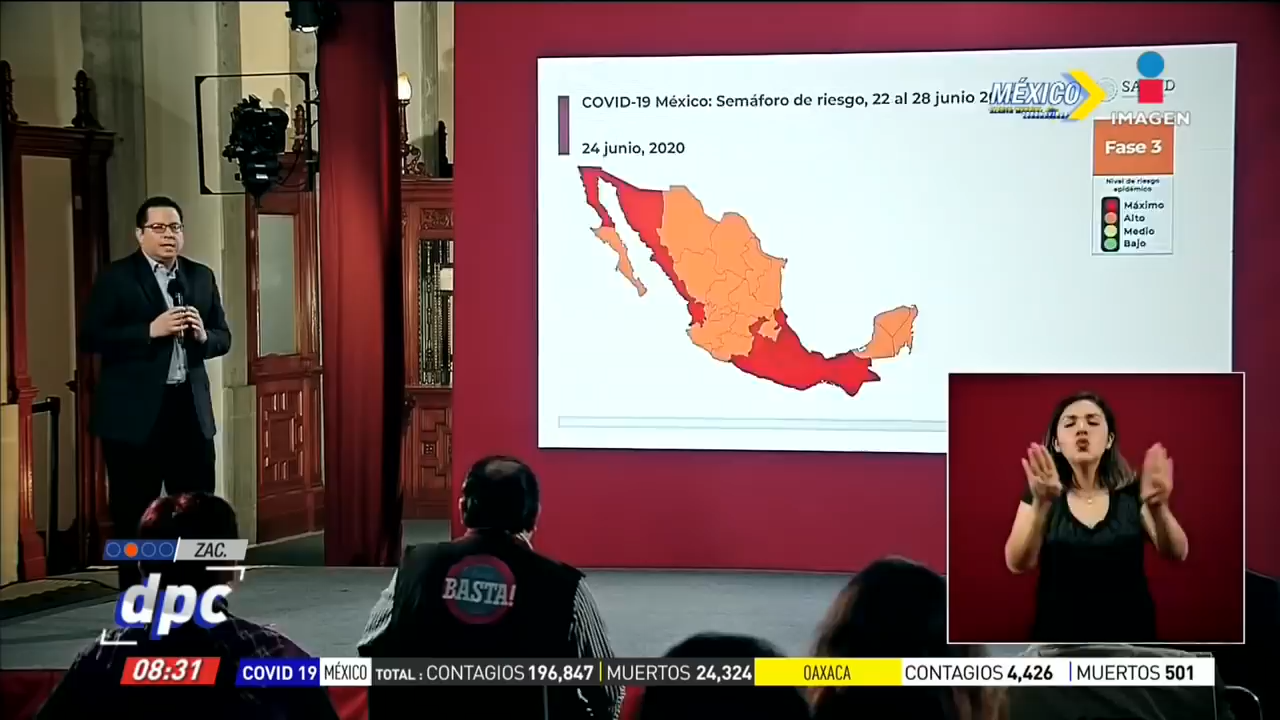 COVID-19 México: Semáforo de riesgo, 22 al 28 junio
24 junio, 2020
MÉXICO
IMAGEN
Fase 3
Nivel de riesgo
epidémico
Máximo
Alto
Medio
Bajo
BASTA!
ZAC.
dpc
08:31 COVID 19 MÉXICO TOTAL: CONTAGIOS 196,847 MUERTOS 24,324 OAXACA CONTAGIOS 4,426 MUERTOS 501